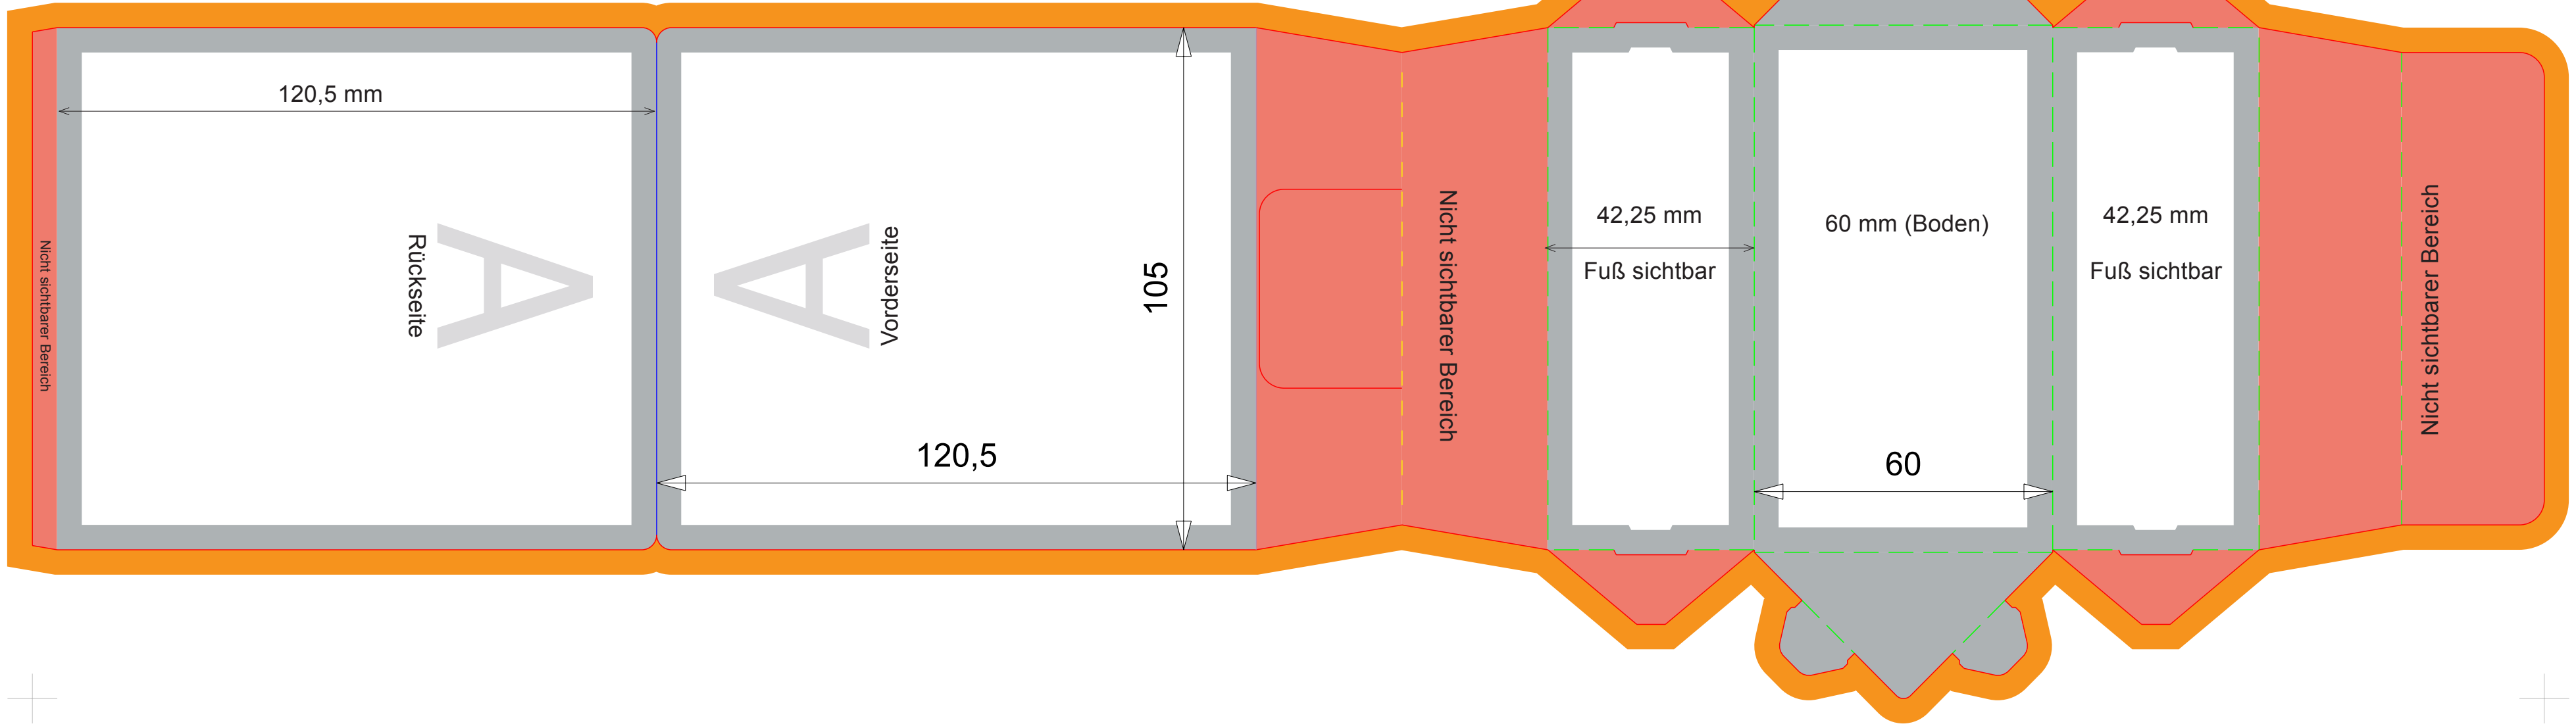 Nicht sichtbarer Bereich
120,5 mm
Rückseite
A
A
Vorderseite
105
120,5
Nicht sichtbarer Bereich
42,25 mm
Fuß sichtbar
60 mm (Boden)
60
42,25 mm
Fuß sichtbar
Nicht sichtbarer Bereich